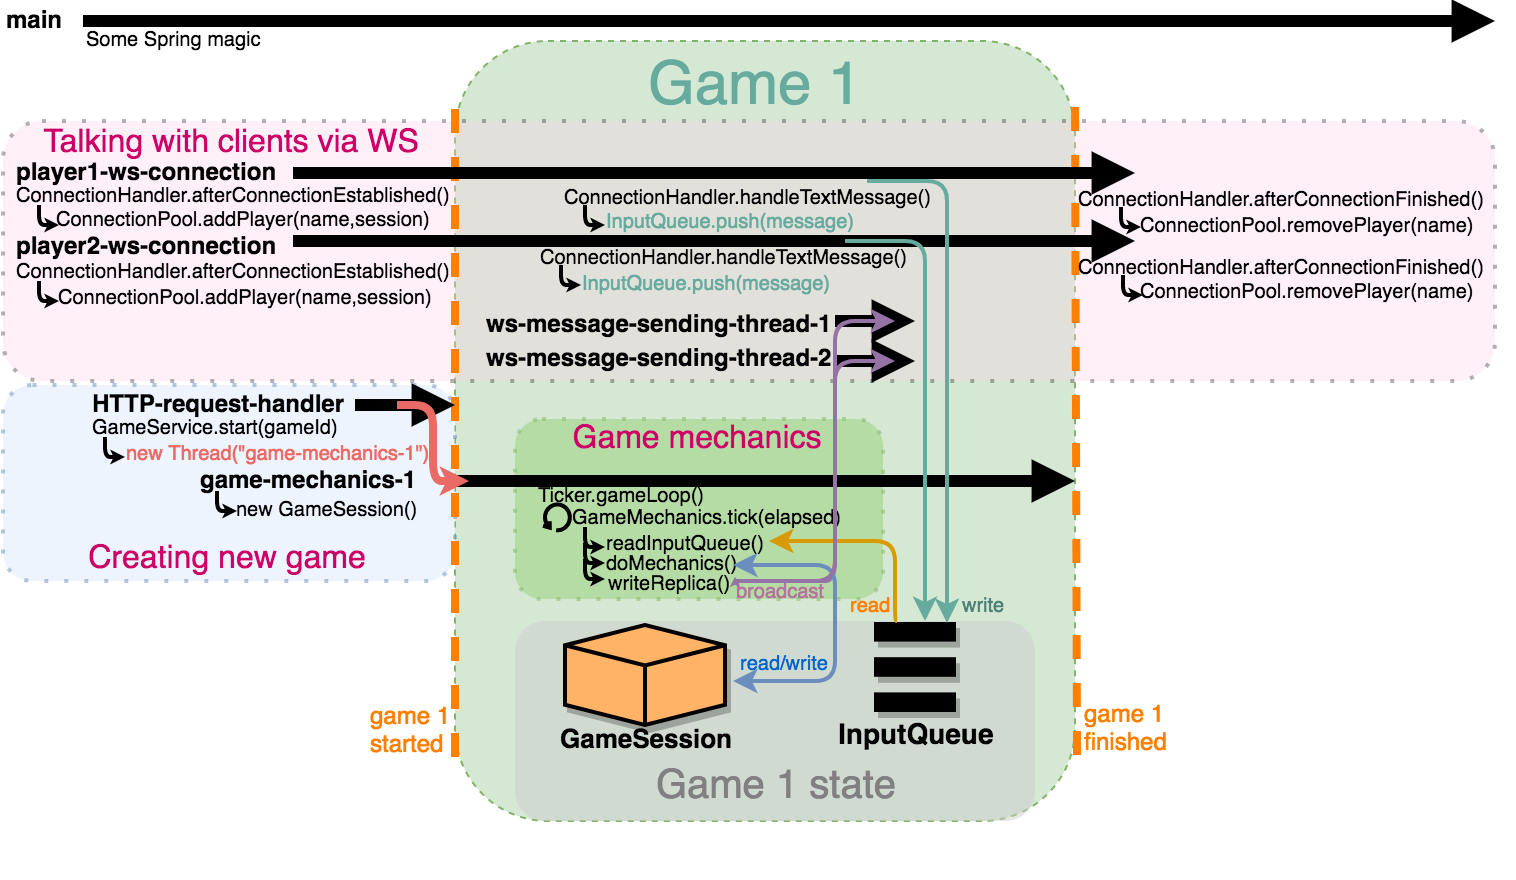 main
Some Spring magic
Game 1
Talking with clients via WS
player1-ws-connection
ConnectionHandler.afterConnectionEstablished()
ConnectionPool.addPlayer(name,session)
player2-ws-connection
ConnectionHandler.afterConnectionEstablished()
ConnectionPool.addPlayer(name,session)
ConnectionHandler.handleTextMessage()
InputQueue.push(message)
ConnectionHandler.handleTextMessage()
InputQueue.push(message)
ConnectionHandler.afterConnectionFinished()
ConnectionPool.removePlayer(name)
ConnectionHandler.afterConnectionFinished()
ConnectionPool.removePlayer(name)
ws-message-sending-thread-1
ws-message-sending-thread-2
HTTP-request-handler
GameService.start(gameId)
new Thread("game-mechanics-1")
game-mechanics-1
new GameSession()
Creating new game
Game mechanics
Ticker.gameLoop()
GameMechanics.tick(elapsed)
readInputQueue()
doMechanics()
writeReplica()
broadcast
read
write
read/write
GameSession
InputQueue
Game 1 state
game 1
started
game 1
finished